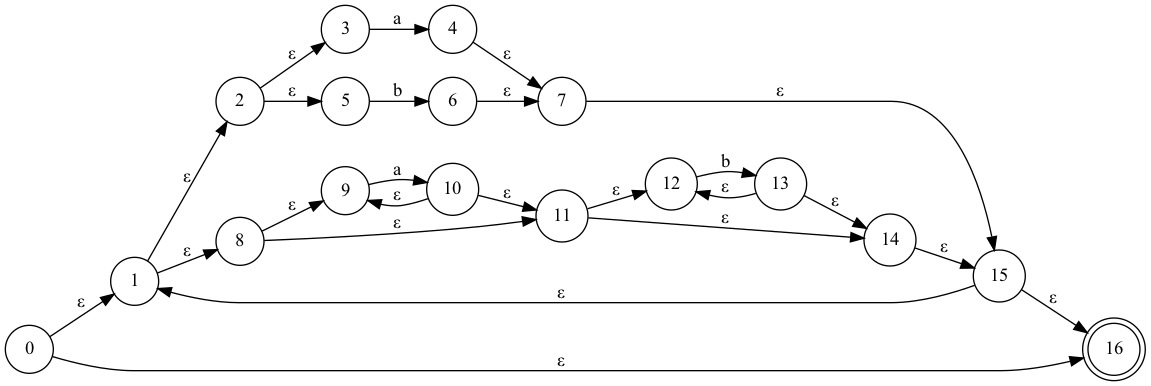 3 a 4
ε ε
2 ε 5 b 6 ε 7 ε
ε
9 a ε 10 ε
12 b ε 13
ε ε ε
8 ε 11 ε 14
ε ε
1 15
ε ε ε
0 ε 16